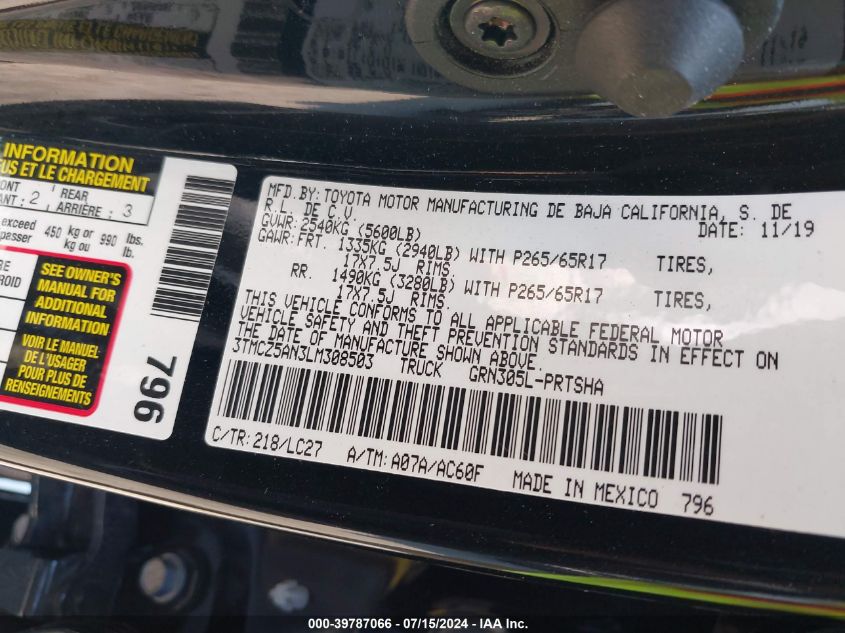 INFORMATION
US ET LE CHARGEMENT
ONT : 2 REAR
ANT ARRIÈRE : 3
exceed 450 kg or 990 lbs.
passer kg ou lb.
RE
ROID
SEE OWNER'S
MANUAL FOR
ADDITIONAL
INFORMATION
VOIR LE MANUEL
DE L'USAGER
POUR PLUS DE
RENSEIGNEMENTS
796
MFD.BY: TOYOTA MOTOR MANUFACTURING DE BAJA CALIFORNIA, S. DE
R.L. DE C.V. DATE: 11/19
GVWR: 2540KG (5600LB)
GAWR: FRT. 1335KG (2940LB) WITH P265/65R17 TIRES,
17X7.5J RIMS.
RR. 1490KG (3280LB) WITH P265/65R17 TIRES,
17X7.5J RIMS.
THIS VEHICLE CONFORMS TO ALL APPLICABLE FEDERAL MOTOR
VEHICLE SAFETY AND THEFT PREVENTION STANDARDS IN EFFECT ON
THE DATE OF MANUFACTURE SHOWN ABOVE.
3TMCZ5AN3LM308503 TRUCK GRN305L-PRTSHA
C/TR: 218/LC27 A/TM: A07A/AC60F MADE IN MEXICO 796
000-39787066 - 07/15/2024 - IAA Inc.